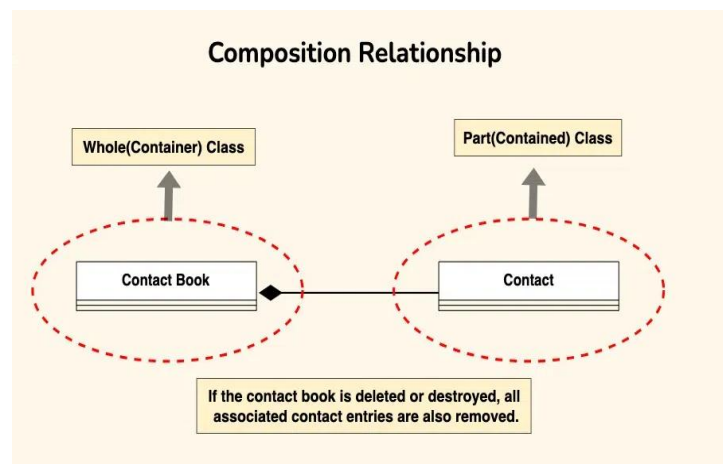 Composition Relationship
Whole(Container) Class
Part(Contained) Class
Contact Book
Contact
If the contact book is deleted or destroyed, all
associated contact entries are also removed.